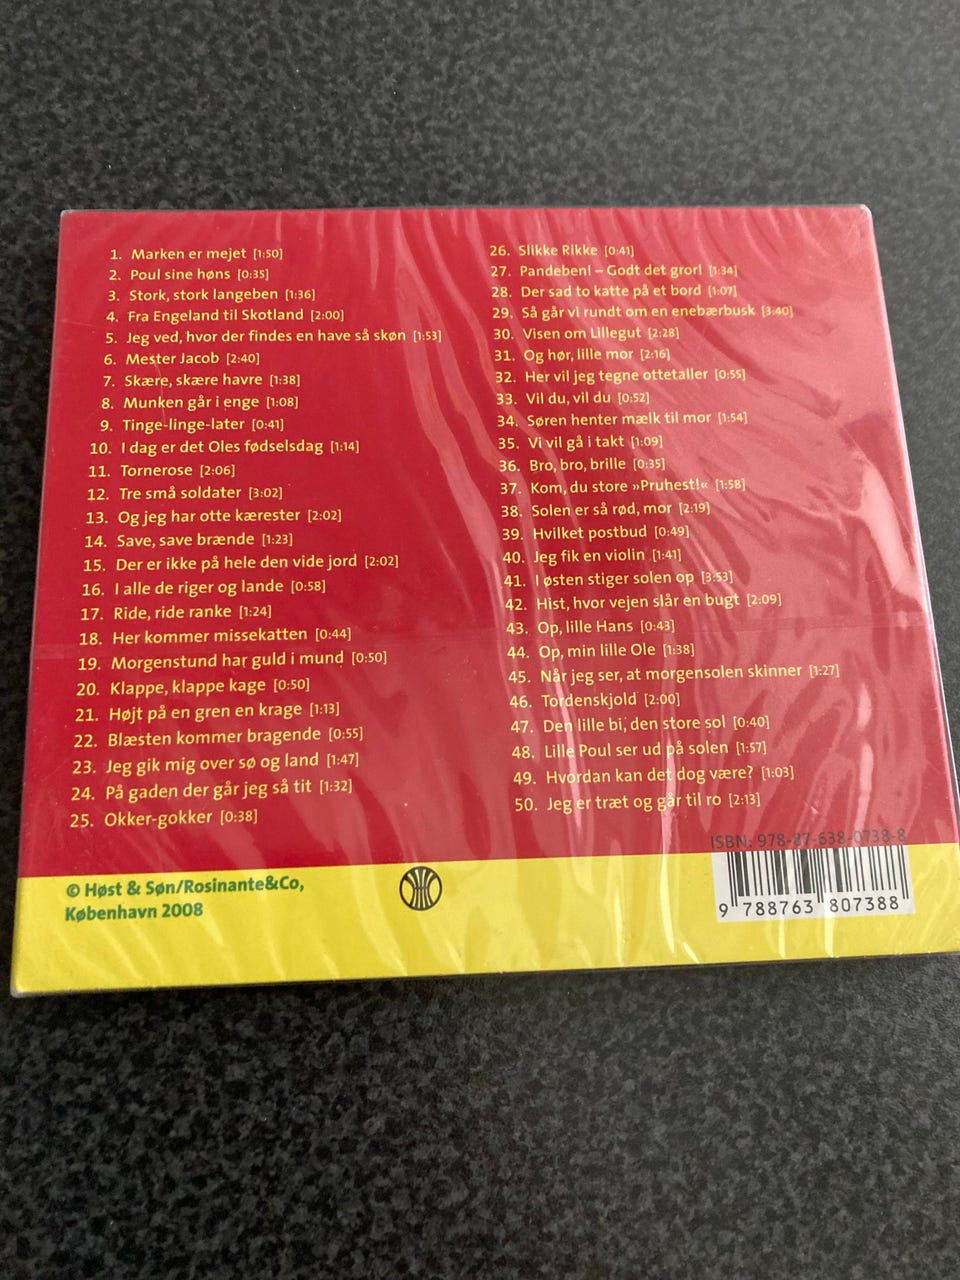 1. Marken er mejet [1:50]
2. Poul sine høns [0:35]
3. Stork, stork langeben [1:36]
4. Fra Engeland til Skotland [2:00]
5. Jeg ved, hvor der findes en have så skøn [1:53]
6. Mester Jacob [2:40]
7. Skære, skære havre [1:38]
8. Munken går i enge [1:08]
9. Tinge-linge-later [0:41]
10. I dag er det Oles fødselsdag [1:14]
11. Tornerose [2:06]
12. Tre små soldater [3:02]
13. Og jeg har otte kærester [2:02]
14. Save, save brænde [1:23]
15. Der er ikke på hele den vide jord [2:02]
16. I alle de riger og lande [0:58]
17. Ride, ride ranke [1:24]
18. Her kommer missekatten [0:44]
19. Morgenstund har guld i mund [0:50]
20. Klappe, klappe kage [0:50]
21. Højt på en gren en krage [1:13]
22. Blæsten kommer bragende [0:55]
23. Jeg gik mig over sø og land [1:47]
24. På gaden der går jeg så tit [1:32]
25. Okker-gokker [0:38]
26. Slikke Rikke [0:41]
27. Pandeben! – Godt det gror! [1:34]
28. Der sad to katte på et bord [1:07]
29. Så går vi rundt om en enebærbusk [3:40]
30. Visen om Lillegut [2:28]
31. Og hør, lille mor [2:16]
32. Her vil jeg tegne ottetaller [0:55]
33. Vil du, vil du [0:52]
34. Søren henter mælk til mor [1:54]
35. Vi vil gå i takt [1:09]
36. Bro, bro, brille [0:35]
37. Kom, du store »Pruhest!« [1:58]
38. Solen er så rød, mor [2:19]
39. Hvilket postbud [0:49]
40. Jeg fik en violin [1:41]
41. I østen stiger solen op [3:53]
42. Hist, hvor vejen slår en bugt [2:09]
43. Op, lille Hans [0:43]
44. Op, min lille Ole [1:38]
45. Når jeg ser, at morgensolen skinner [1:27]
46. Tordenskjold [2:00]
47. Den lille bi, den store sol [0:40]
48. Lille Poul ser ud på solen [1:57]
49. Hvordan kan det dog være? [1:03]
50. Jeg er træt og går til ro [2:13]
ISBN: 978-87-638-0738-8
9 788763 807388
© Høst & Søn/Rosinante&Co,
København 2008